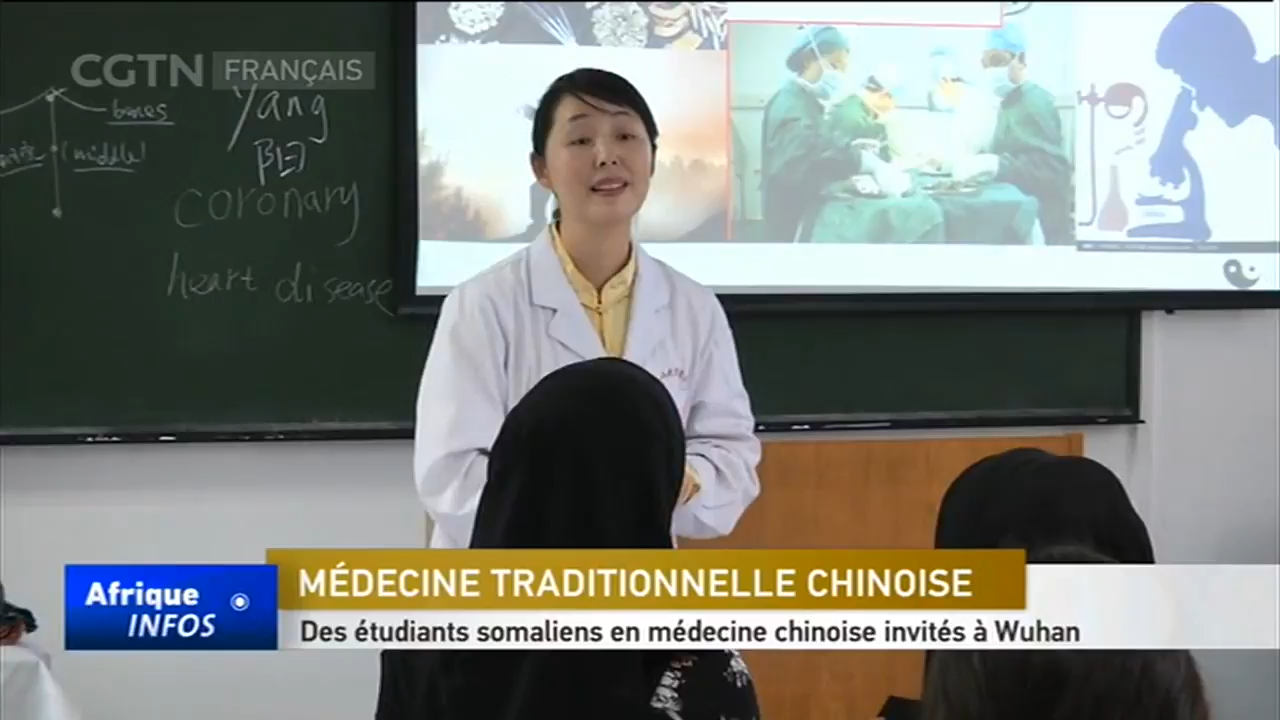 CGTN FRANÇAIS
bones
(middle)
Yang
阳
coronary
heart disease
Afrique
INFOS
MÉDECINE TRADITIONNELLE CHINOISE
Des étudiants somaliens en médecine chinoise invités à Wuhan